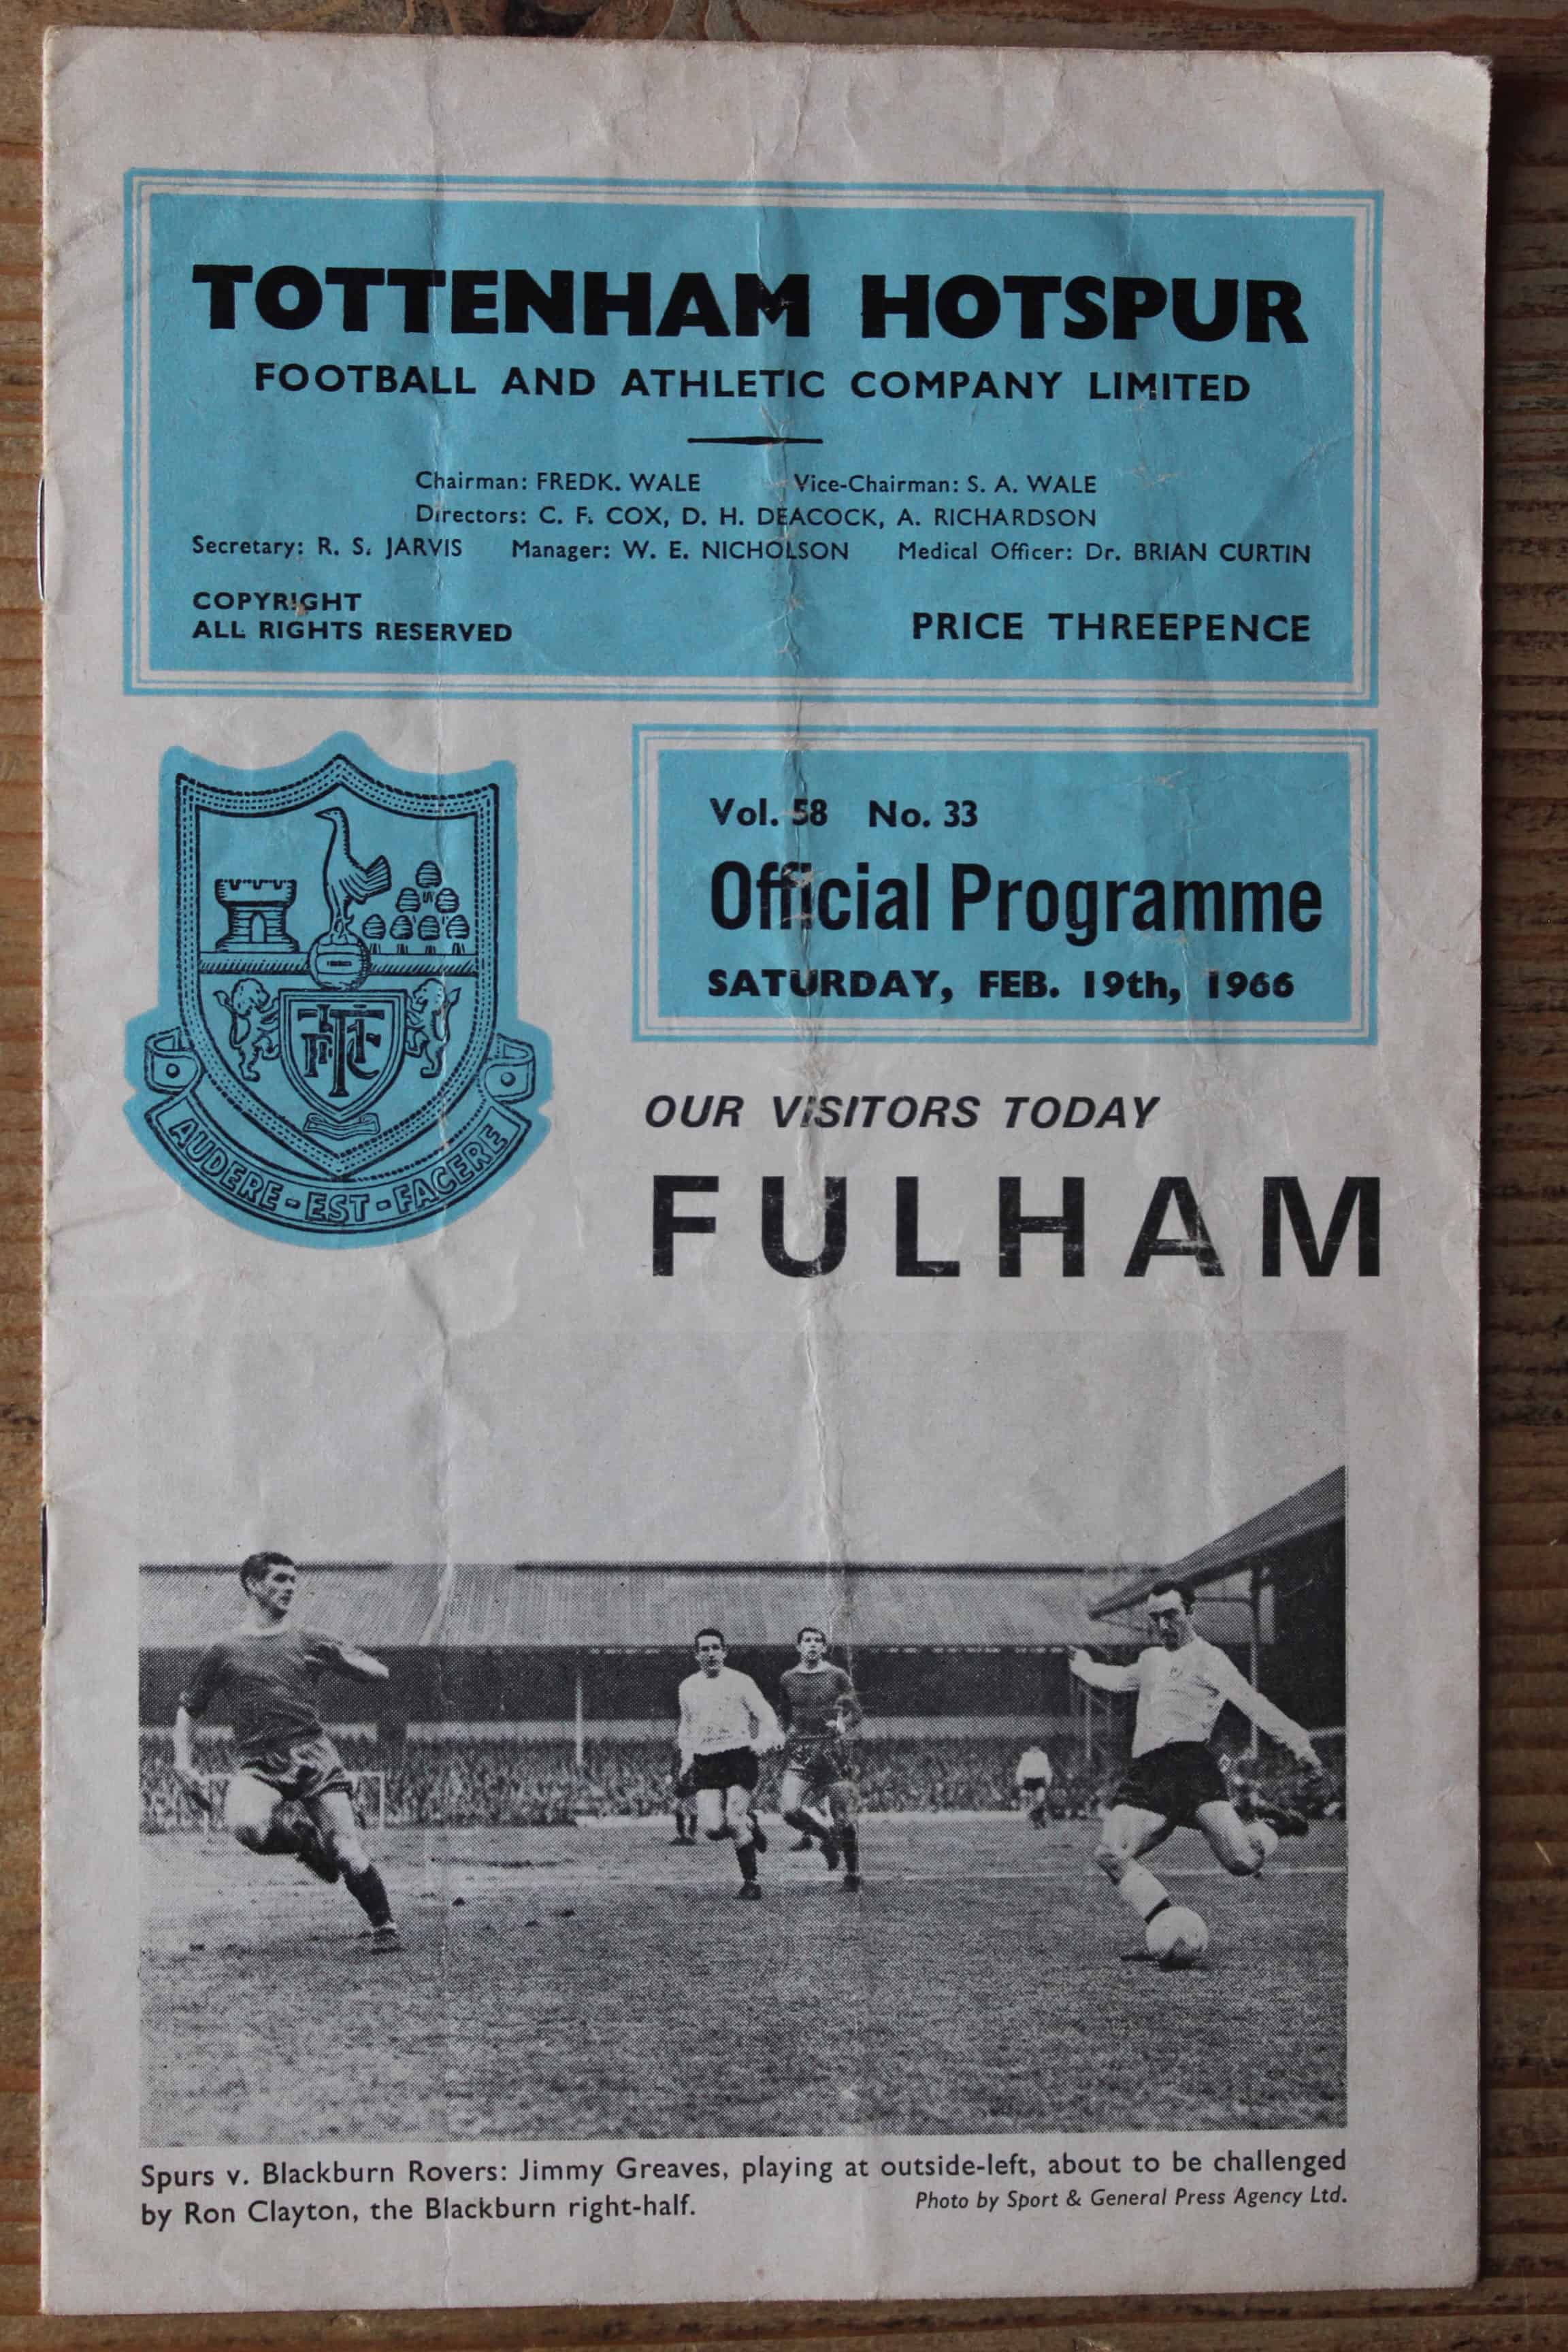 TOTTENHAM HOTSPUR
FOOTBALL AND ATHLETIC COMPANY LIMITED
Chairman: FREDK. WALE Vice-Chairman: S. A. WALE
Directors: C. F. COX, D. H. DEACOCK, A. RICHARDSON
Secretary: R. S. JARVIS Manager: W. E. NICHOLSON Medical Officer: Dr. BRIAN CURTIN
COPYRIGHT
ALL RIGHTS RESERVED
PRICE THREEPENCE
Vol. 58 No. 33
Official Programme
SATURDAY, FEB. 19th, 1966
AUDERE - EST - FACERE
OUR VISITORS TODAY
FULHAM
Spurs v. Blackburn Rovers: Jimmy Greaves, playing at outside-left, about to be challenged
by Ron Clayton, the Blackburn right-half.
Photo by Sport & General Press Agency Ltd.